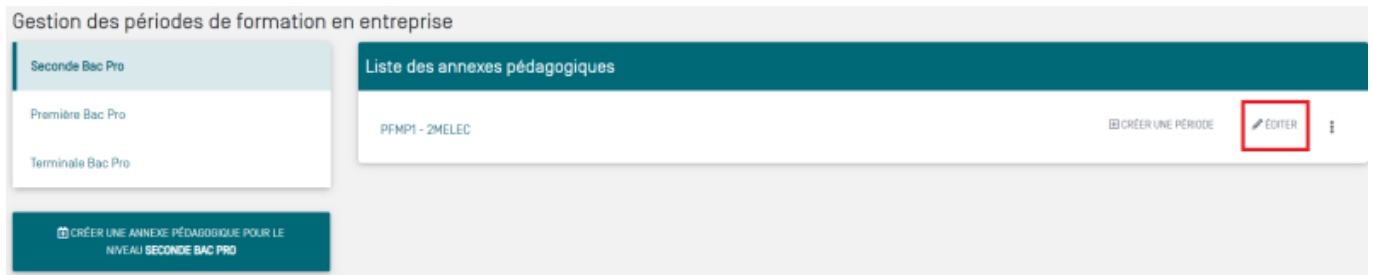 Gestion des périodes de formation en entreprise
Seconde Bac Pro
Première Bac Pro
Terminale Bac Pro
CRÉER UNE ANNEXE PÉDAGOGIQUE POUR LE
NIVEAU SECONDE BAC PRO
Liste des annexes pédagogiques
PFMP1 - 2MELEC
CRÉER UNE PÉRIODE
ÉDITER